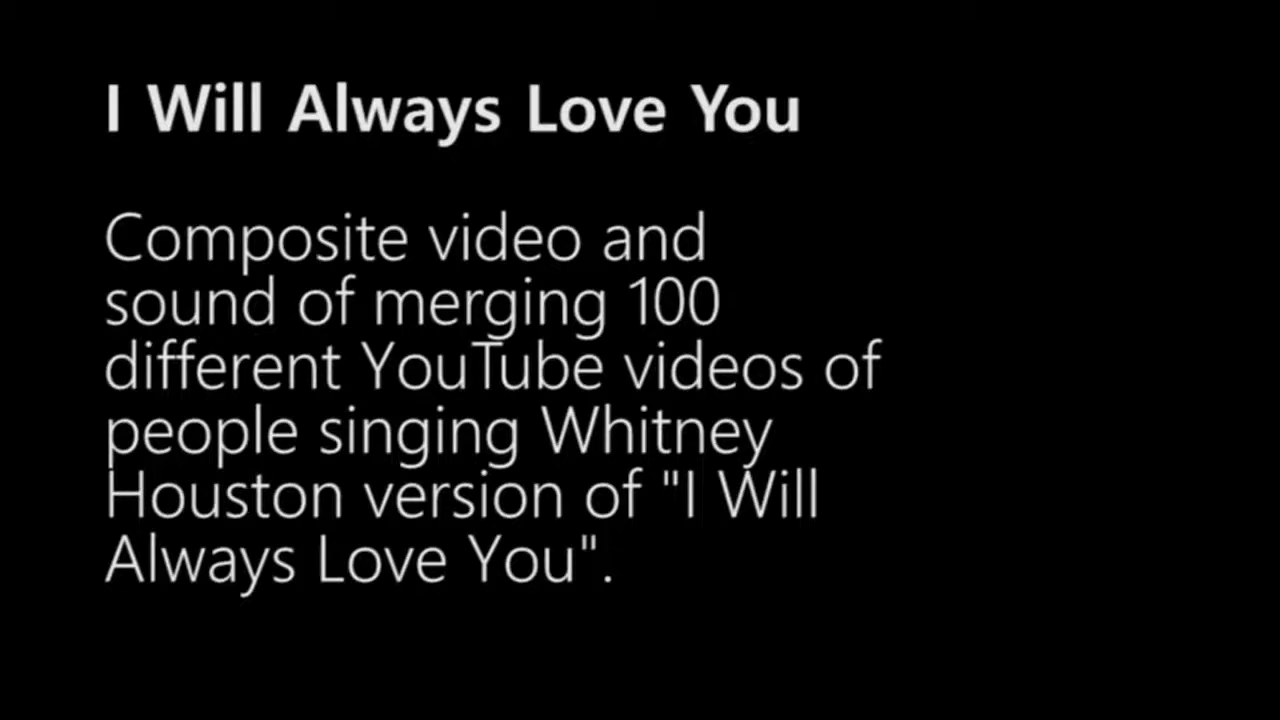 I Will Always Love You
Composite video and
sound of merging 100
different YouTube videos of
people singing Whitney
Houston version of "I Will
Always Love You".